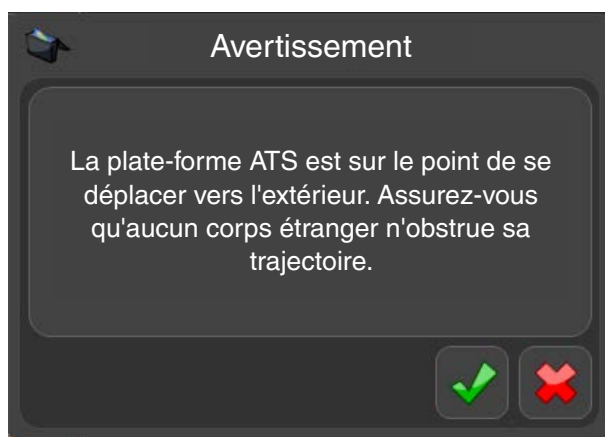 Avertissement
La plate-forme ATS est sur le point de se
déplacer vers l'extérieur. Assurez-vous
qu'aucun corps étranger n'obstrue sa
trajectoire.